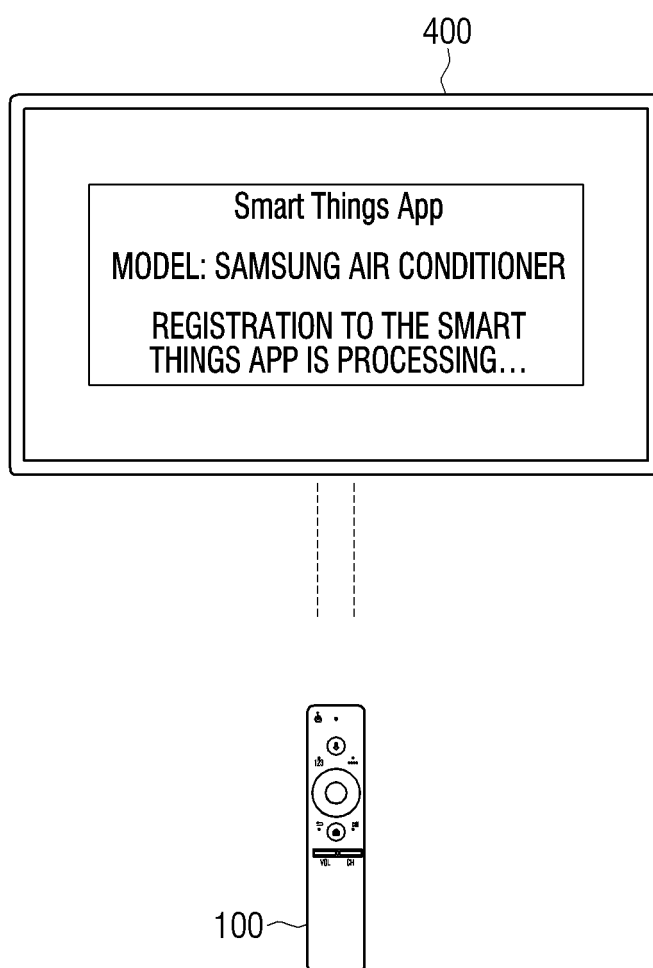 400
Smart Things App
MODEL: SAMSUNG AIR CONDITIONER
REGISTRATION TO THE SMART
THINGS APP IS PROCESSING...
123
VOL CH
100